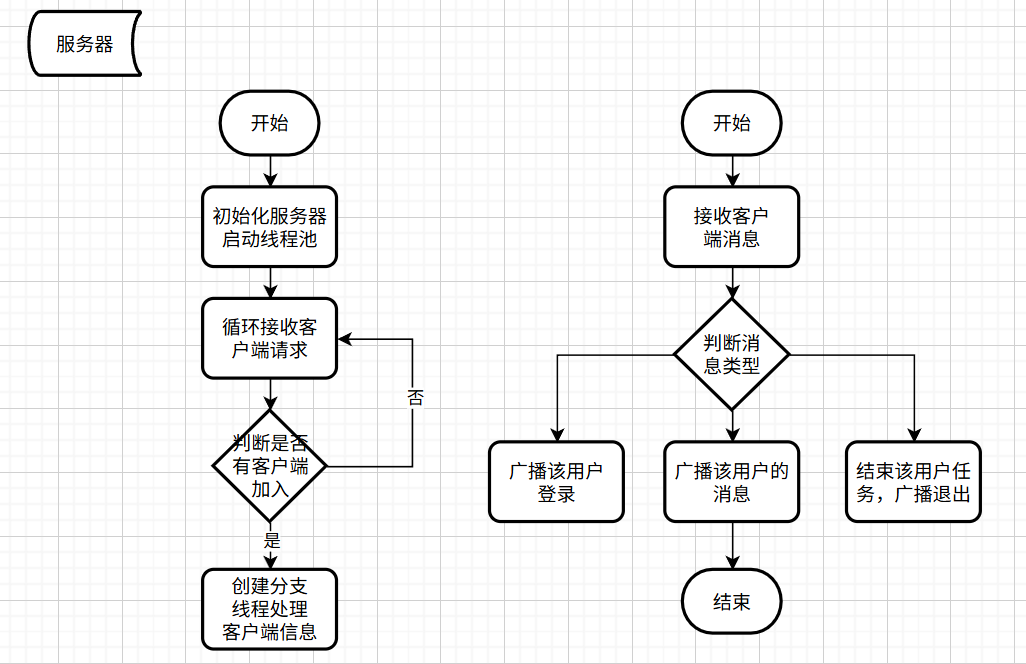 服务器
开始
初始化服务器
启动线程池
循环接收客
户端请求
否
判断是否
有客户端
加入
是
创建分支
线程处理
客户端信息
开始
接收客户
端消息
判断消
息类型
广播该用户
登录
广播该用户的
消息
结束该用户任
务，广播退出
结束